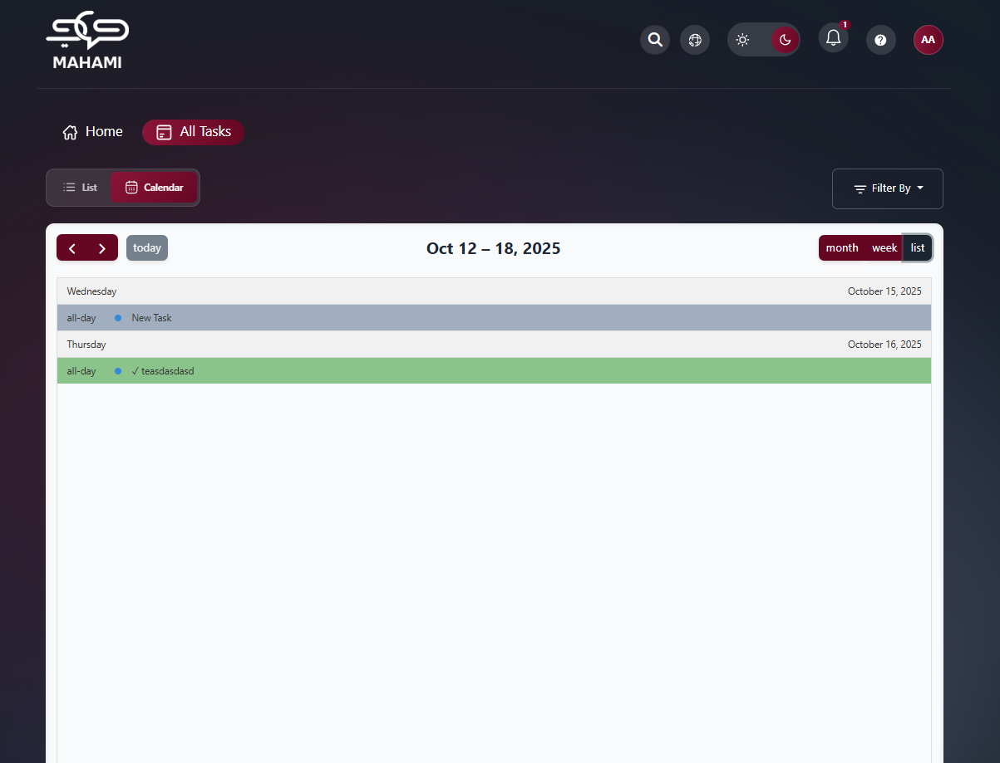 MAHAMI
1
AA
Home
All Tasks
List
Calendar
Filter By
today
Oct 12 – 18, 2025
month
week
list
Wednesday
October 15, 2025
all-day
New Task
Thursday
October 16, 2025
all-day
✓ teasdasdasd